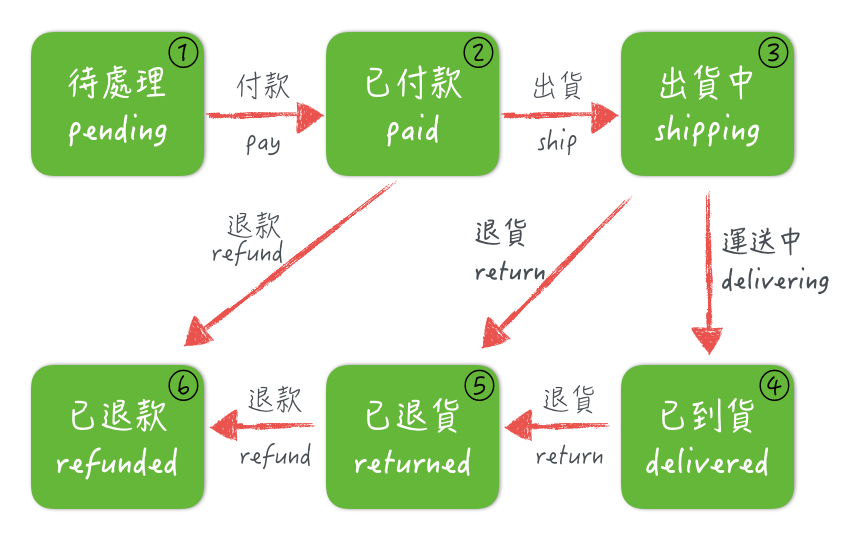 ①
待處理
pending
付款
pay
②
已付款
paid
出貨
ship
③
出貨中
shipping
退款
refund
退貨
return
運送中
delivering
⑥
已退款
refunded
退款
refund
⑤
已退貨
returned
退貨
return
④
已到貨
delivered